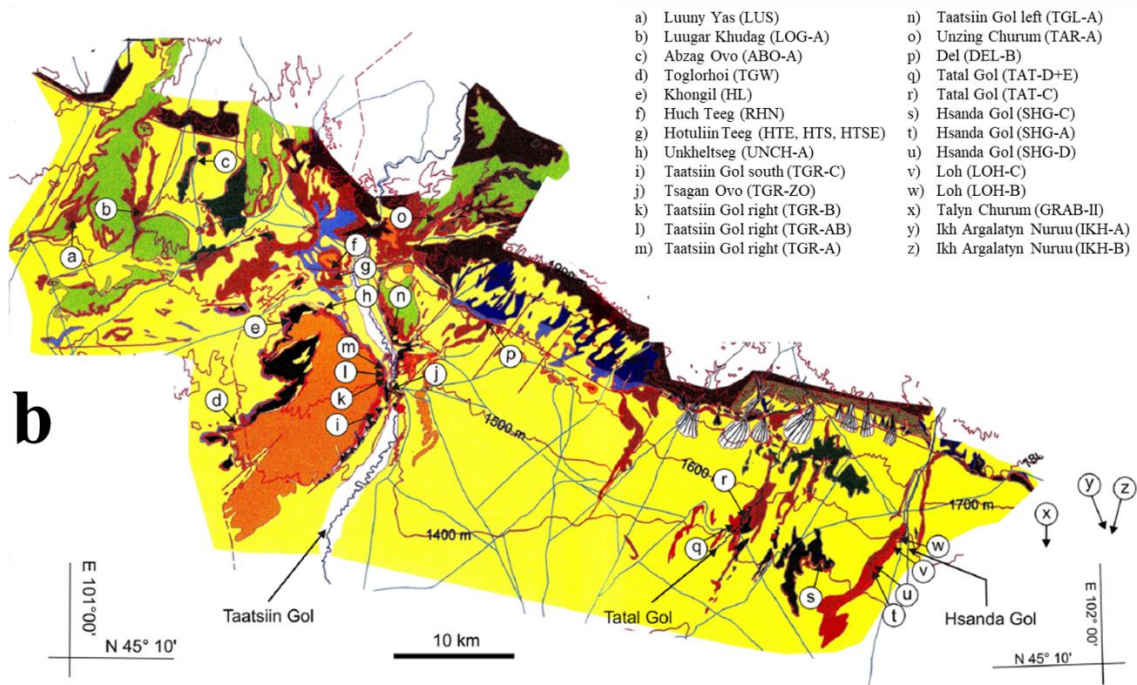 a) Luuny Yas (LUS)
b) Luugar Khudag (LOG-A)
c) Abzag Ovo (ABO-A)
d) Toglorhoi (TGW)
e) Khongil (HL)
f) Huch Teeg (RHN)
g) Hotuliin Teeg (HTE, HTS, HTSE)
h) Unkheltseg (UNCH-A)
i) Taatsiin Gol south (TGR-C)
j) Tsagan Ovo (TGR-ZO)
k) Taatsiin Gol right (TGR-B)
l) Taatsiin Gol right (TGR-AB)
m) Taatsiin Gol right (TGR-A)
n) Taatsiin Gol left (TGL-A)
o) Unzing Churum (TAR-A)
p) Del (DEL-B)
q) Tatal Gol (TAT-D+E)
r) Tatal Gol (TAT-C)
s) Hsanda Gol (SHG-C)
t) Hsanda Gol (SHG-A)
u) Hsanda Gol (SHG-D)
v) Loh (LOH-C)
w) Loh (LOH-B)
x) Talyn Churum (GRAB-II)
y) Ikh Argalatyn Nuruu (IKH-A)
z) Ikh Argalatyn Nuruu (IKH-B)
c
b
o
a
f
g
h
n
e
m
p
l
j
k
d
i
b
1500 m
1600 m
r
1700 m
y
z
x
1400 m
q
w
v
s
u
t
Taatsiin Gol
Tatal Gol
Hsanda Gol
E 101°00'
N 45° 10'
10 km
E 102° 00'
N 45° 10'